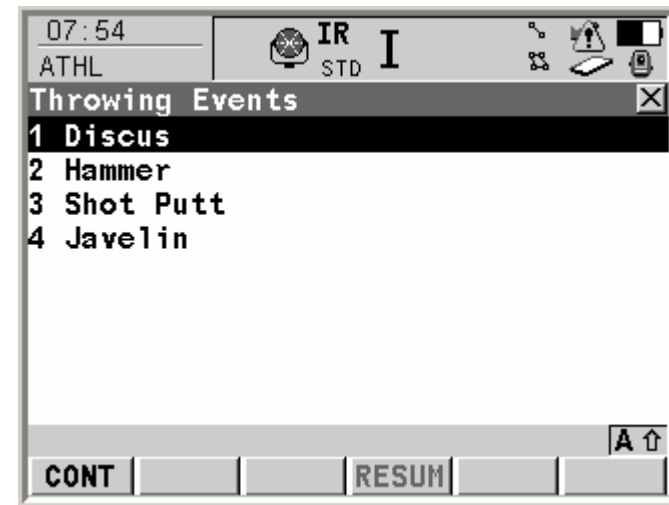 07:54
ATHL
IR
STD
I
Throwing Events
1 Discus
2 Hammer
3 Shot Putt
4 Javelin
A ⇧
CONT RESUM